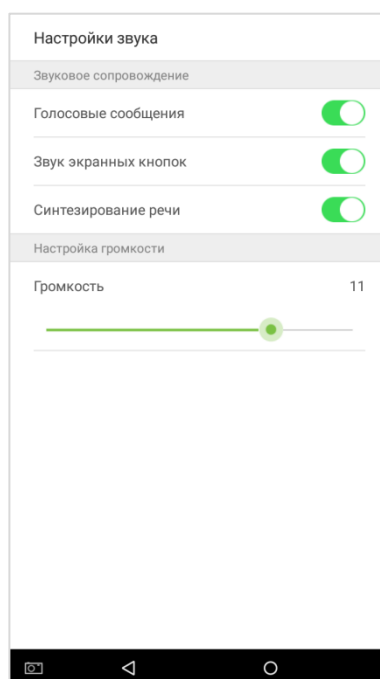 Настройки звука
Звуковое сопровождение
Голосовые сообщения
Звук экранных кнопок
Синтезирование речи
Настройка громкости
Громкость 11